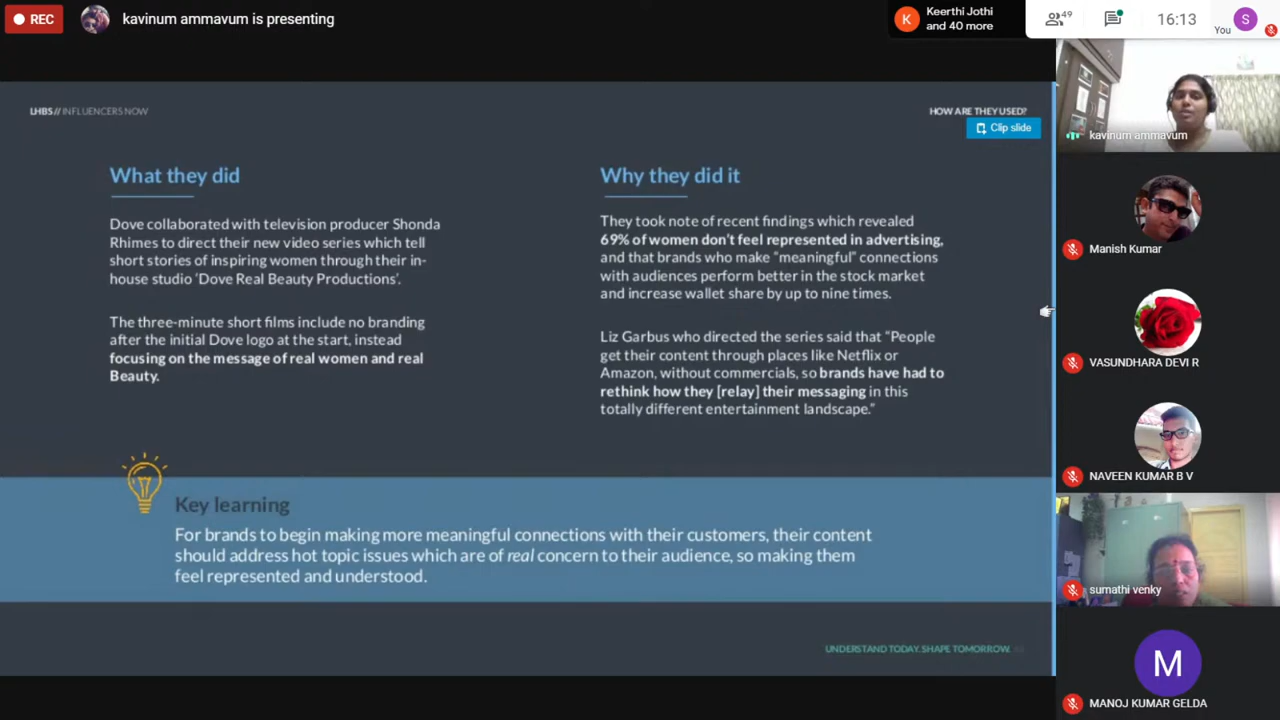 REC
kavinum ammavum is presenting
K
Keerthi Jothi
and 40 more
49
16:13
You
S
LHBS// INFLUENCERS NOW
HOW ARE THEY USED?
Clip slide
What they did
Dove collaborated with television producer Shonda
Rhimes to direct their new video series which tell
short stories of inspiring women through their in-
house studio ‘Dove Real Beauty Productions’.
The three-minute short films include no branding
after the initial Dove logo at the start, instead
focusing on the message of real women and real
Beauty.
Why they did it
They took note of recent findings which revealed
69% of women don’t feel represented in advertising,
and that brands who make “meaningful” connections
with audiences perform better in the stock market
and increase wallet share by up to nine times.
Liz Garbus who directed the series said that “People
get their content through places like Netflix or
Amazon, without commercials, so brands have had to
rethink how they [relay] their messaging in this
totally different entertainment landscape.”
Key learning
For brands to begin making more meaningful connections with their customers, their content
should address hot topic issues which are of real concern to their audience, so making them
feel represented and understood.
UNDERSTAND TODAY. SHAPE TOMORROW.
kavinum ammavum
Manish Kumar
VASUNDHARA DEVI R
NAVEEN KUMAR B V
sumathi venky
M
MANOJ KUMAR GELDA